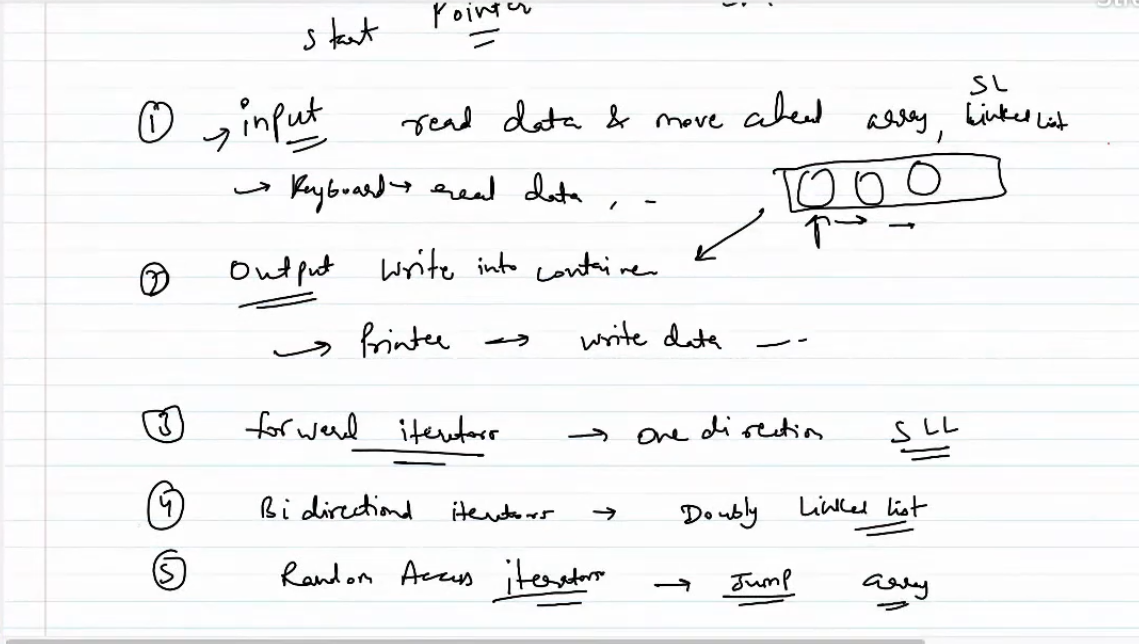 Pointer
start
① → input read data & move ahead array, SL Linked List
→ Keyboard → read data , -
② Output write into container
→ Printer → write data --
③ forward iterators → one direction SLL
④ Bidirectional iterators → Doubly Linked list
⑤ Random Access iterators → Jump array